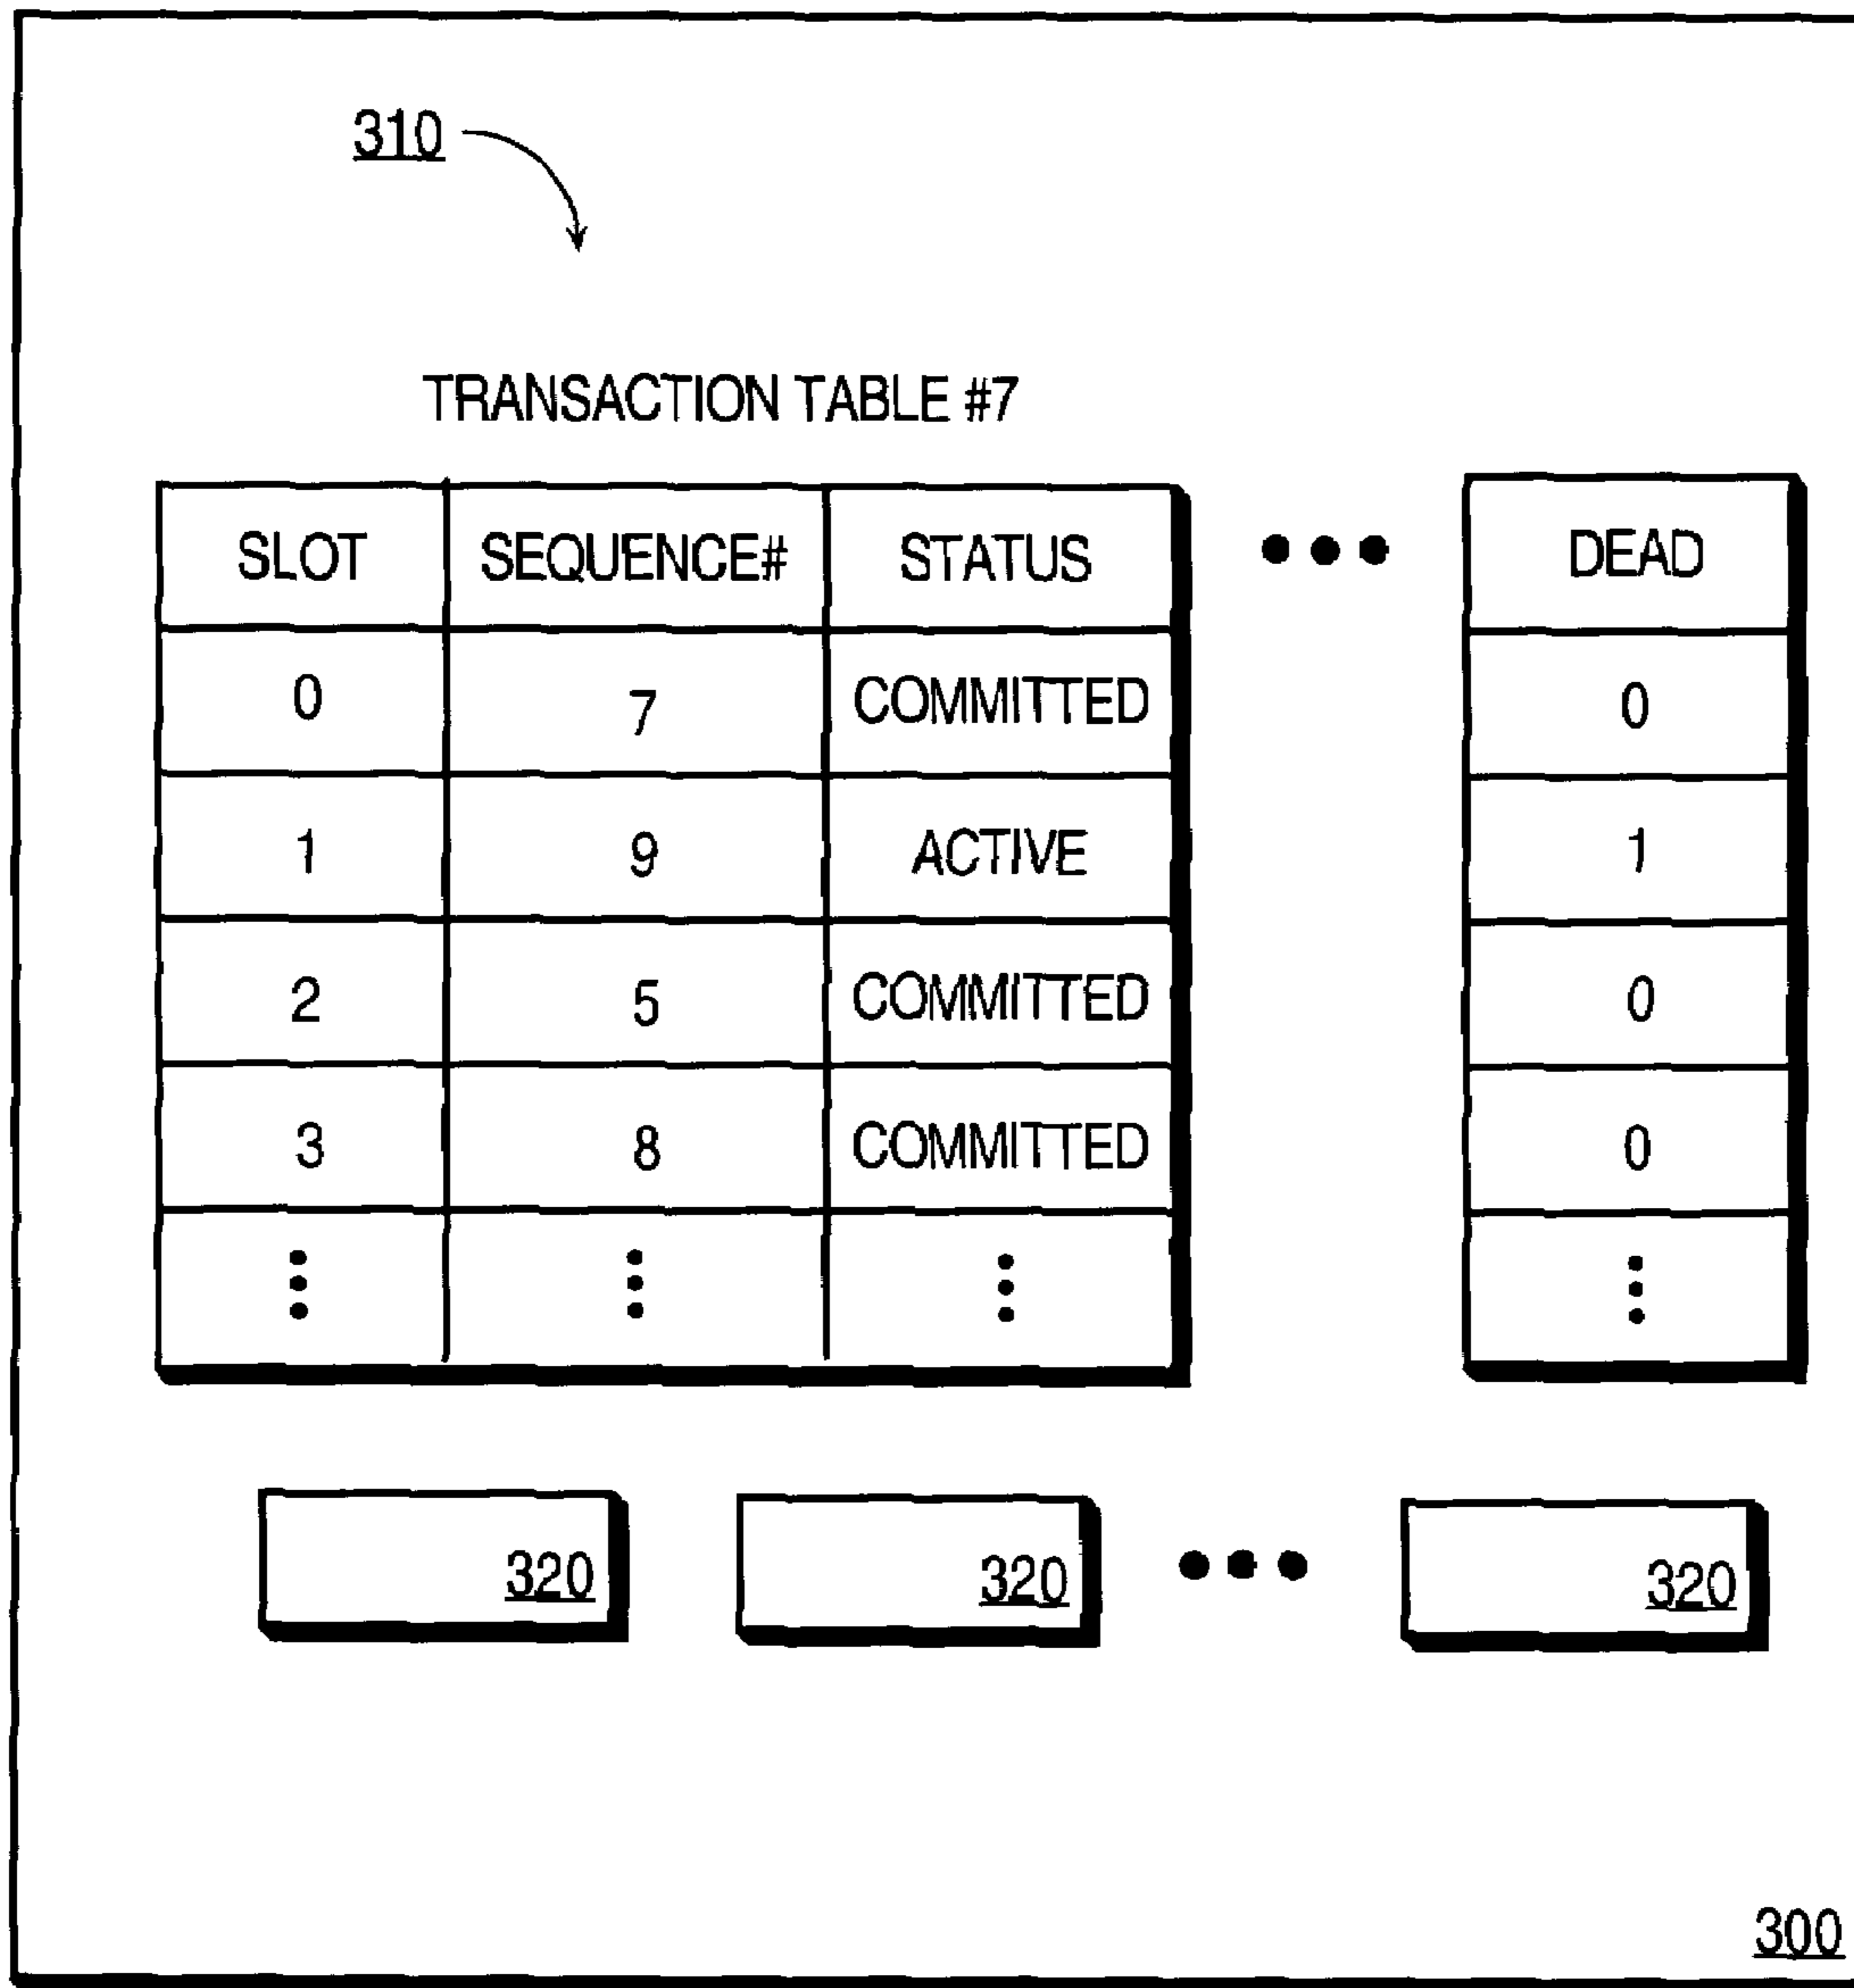 310
TRANSACTION TABLE #7
SLOT SEQUENCE# STATUS ••• DEAD
0 7 COMMITTED 0
1 9 ACTIVE 1
2 5 COMMITTED 0
3 8 COMMITTED 0
320 320 ••• 320
300